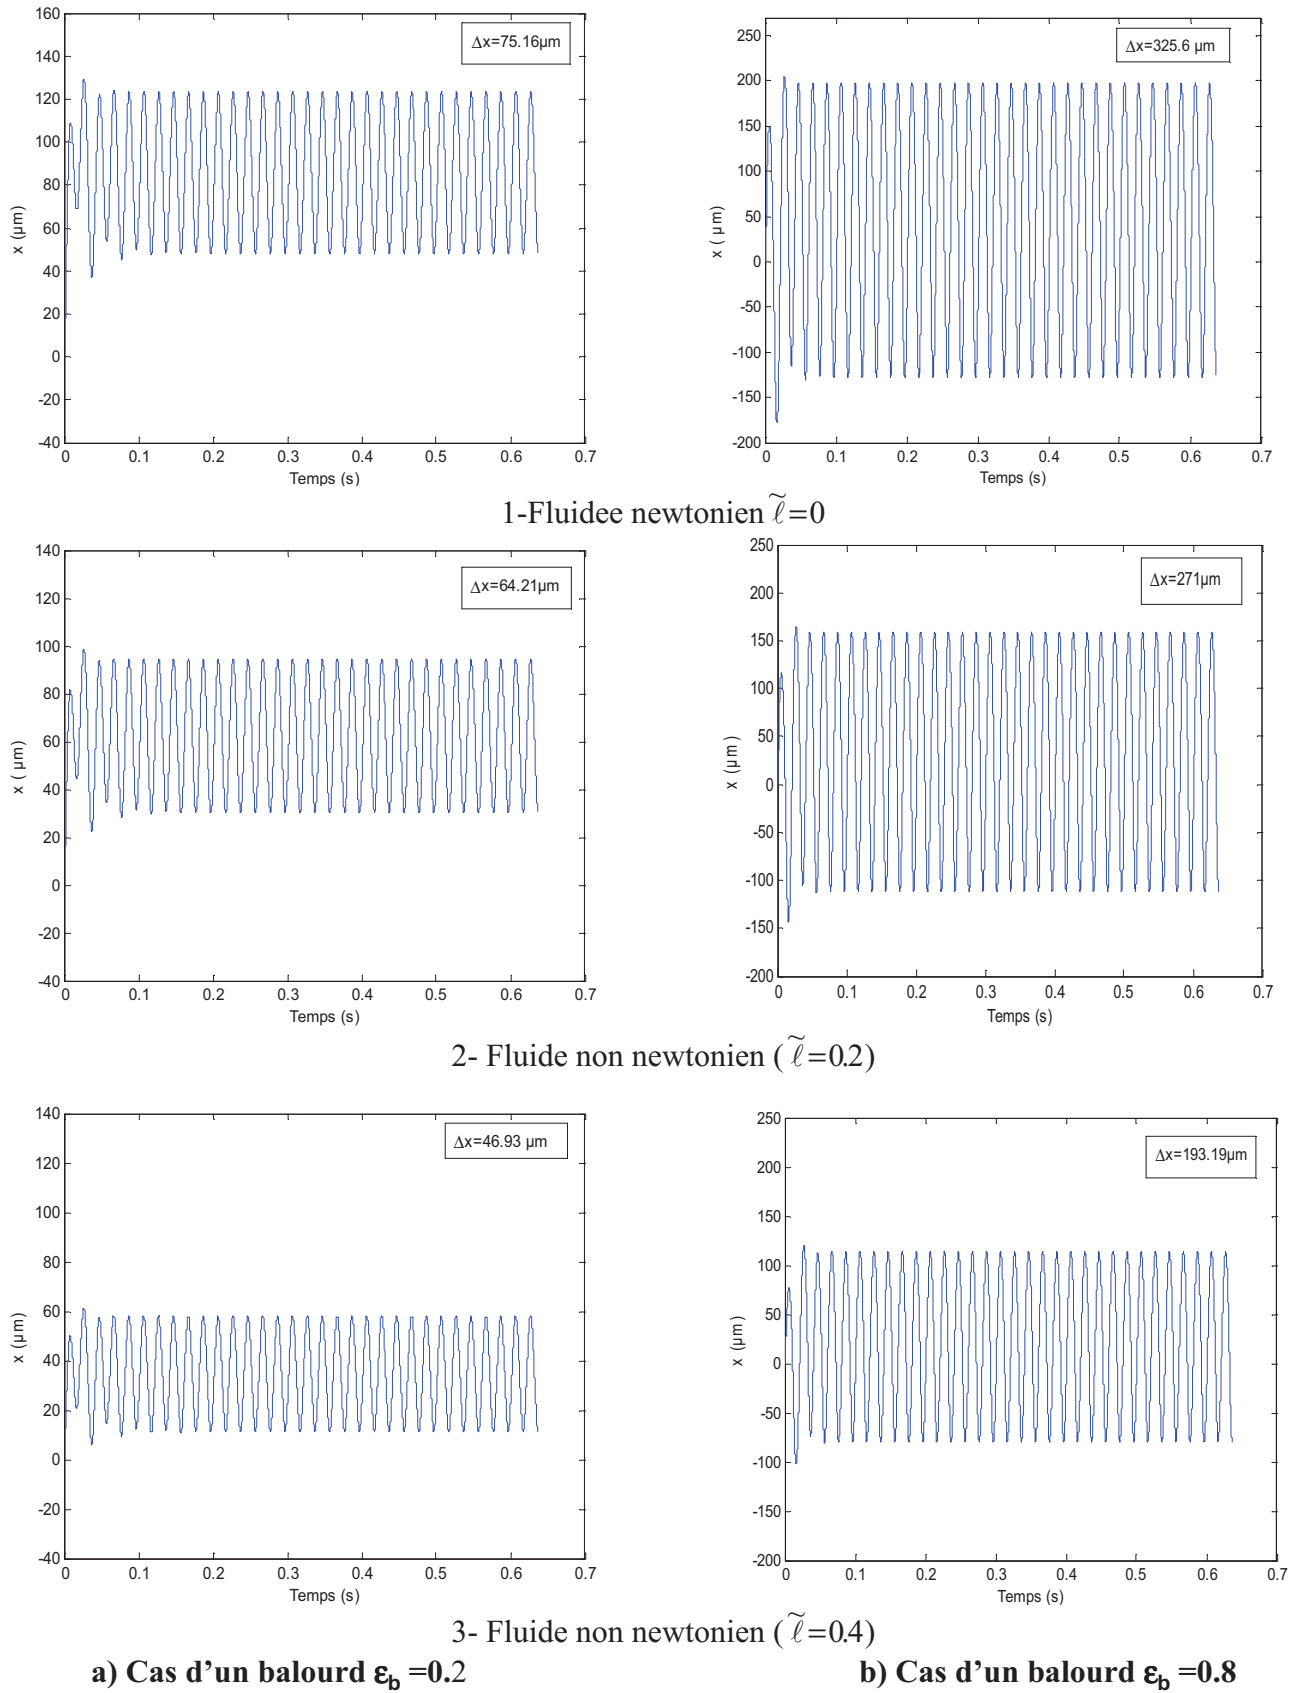 160
140
120
100
80
60
40
20
0
-20
-40
x (µm)
Δx=75.16µm
0 0.1 0.2 0.3 0.4 0.5 0.6 0.7
Temps (s)
250
200
150
100
50
0
-50
-100
-150
-200
x ( µm)
Δx=325.6 µm
0 0.1 0.2 0.3 0.4 0.5 0.6 0.7
Temps (s)
1-Fluidee newtonien ℓ̃=0
140
120
100
80
60
40
20
0
-20
-40
x ( µm)
Δx=64.21µm
0 0.1 0.2 0.3 0.4 0.5 0.6 0.7
Temps (s)
250
200
150
100
50
0
-50
-100
-150
-200
x (µm)
Δx=271µm
0 0.1 0.2 0.3 0.4 0.5 0.6 0.7
Temps (s)
2- Fluide non newtonien ( ℓ̃=0.2)
140
120
100
80
60
40
20
0
-20
-40
x (µm)
Δx=46.93 µm
0 0.1 0.2 0.3 0.4 0.5 0.6 0.7
Temps (s)
250
200
150
100
50
0
-50
-100
-150
-200
x (µm)
Δx=193.19µm
0 0.1 0.2 0.3 0.4 0.5 0.6 0.7
Temps (s)
3- Fluide non newtonien ( ℓ̃=0.4)
a) Cas d’un balourd ε_b =0.2
b) Cas d’un balourd ε_b =0.8